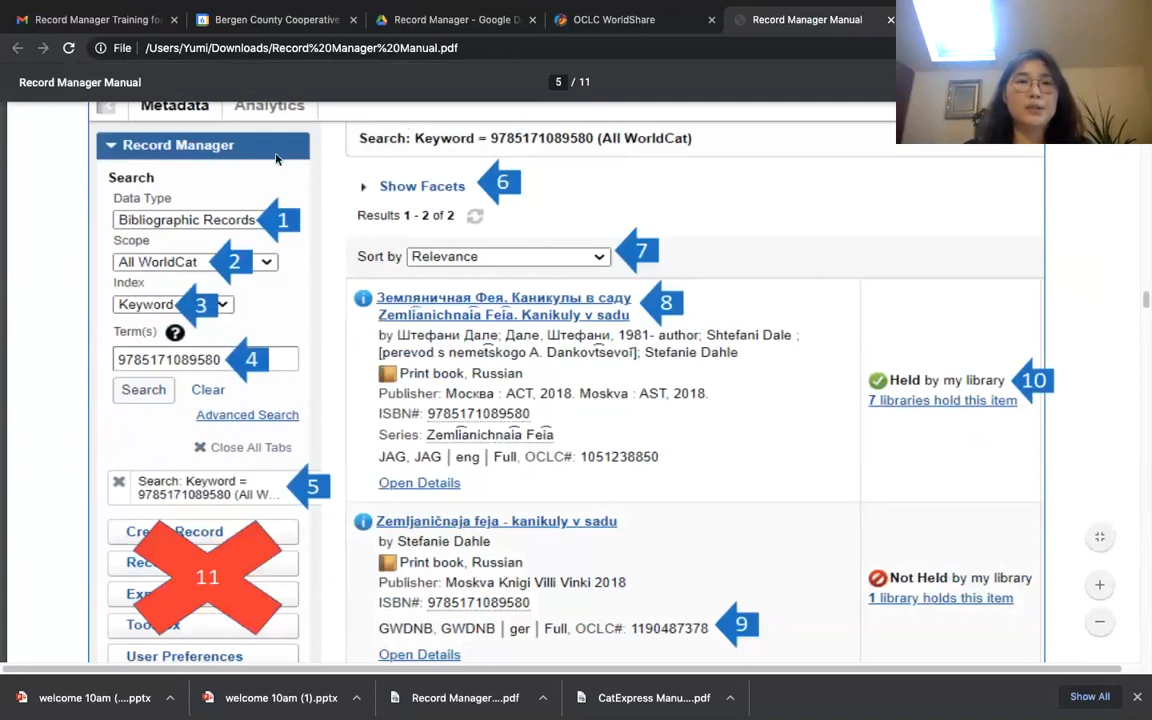 Record Manager Training fo
Bergen County Cooperative
Record Manager - Google D
OCLC WorldShare
Record Manager Manual
File
/Users/Yumi/Downloads/Record%20Manager%20Manual.pdf
Record Manager Manual
5 / 11
Metadata
Analytics
Record Manager
Search
Data Type
Bibliographic Records
1
Scope
All WorldCat
2
Index
Keyword
3
Term(s)
?
9785171089580
4
Search
Clear
Advanced Search
Close All Tabs
Search: Keyword =
9785171089580 (All W...
5
Record
11
User Preferences
Search: Keyword = 9785171089580 (All WorldCat)
Show Facets
6
Results 1 - 2 of 2
Sort by
Relevance
7
Земляничная Фея. Каникулы в саду
Zemli͡anichnai͡a Fei͡a. Kanikuly v sadu
8
by Штефани Дале; Дале, Штефани, 1981- author; Shtefani Dale ;
[perevod s nemet͡skogo A. Dankovt͡sevoĭ]; Stefanie Dahle
Print book, Russian
Publisher: Москва : АСТ, 2018. Moskva : AST, 2018.
ISBN#: 9785171089580
Series: Zemli͡anichnai͡a Fei͡a
JAG, JAG | eng | Full, OCLC#: 1051238650
Open Details
Held by my library
10
7 libraries hold this item
Zemljaničnaja feja - kanikuly v sadu
by Stefanie Dahle
Print book, Russian
Publisher: Moskva Knigi Villi Vinki 2018
ISBN#: 9785171089580
GWDNB, GWDNB | ger | Full, OCLC#: 1190487378
9
Open Details
Not Held by my library
1 library holds this item
welcome 10am (....pptx
welcome 10am (1).pptx
Record Manager....pdf
CatExpress Manu....pdf
Show All